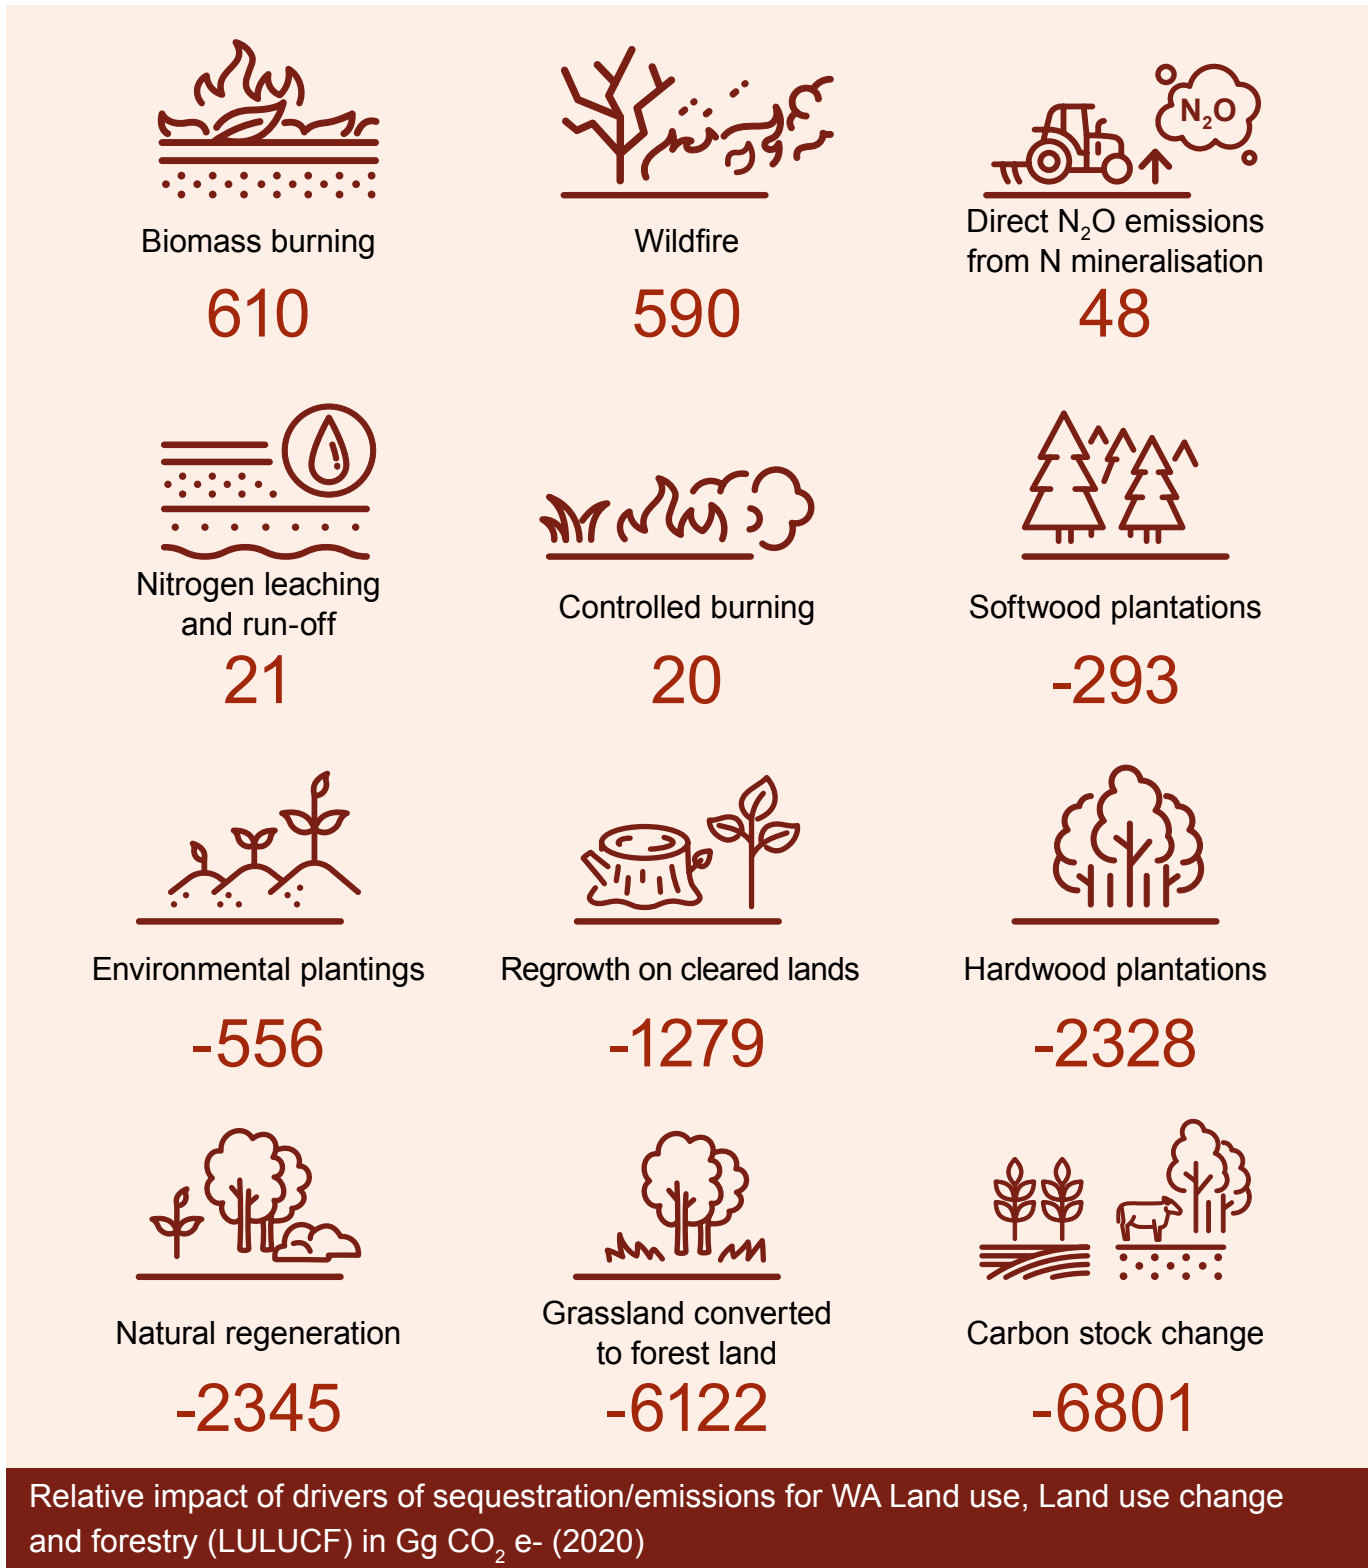 N₂O
Biomass burning
610
Wildfire
590
Direct N₂O emissions
from N mineralisation
48
Nitrogen leaching
and run-off
21
Controlled burning
20
Softwood plantations
-293
Environmental plantings
-556
Regrowth on cleared lands
-1279
Hardwood plantations
-2328
Natural regeneration
-2345
Grassland converted
to forest land
-6122
Carbon stock change
-6801
Relative impact of drivers of sequestration/emissions for WA Land use, Land use change
and forestry (LULUCF) in Gg CO₂ e- (2020)